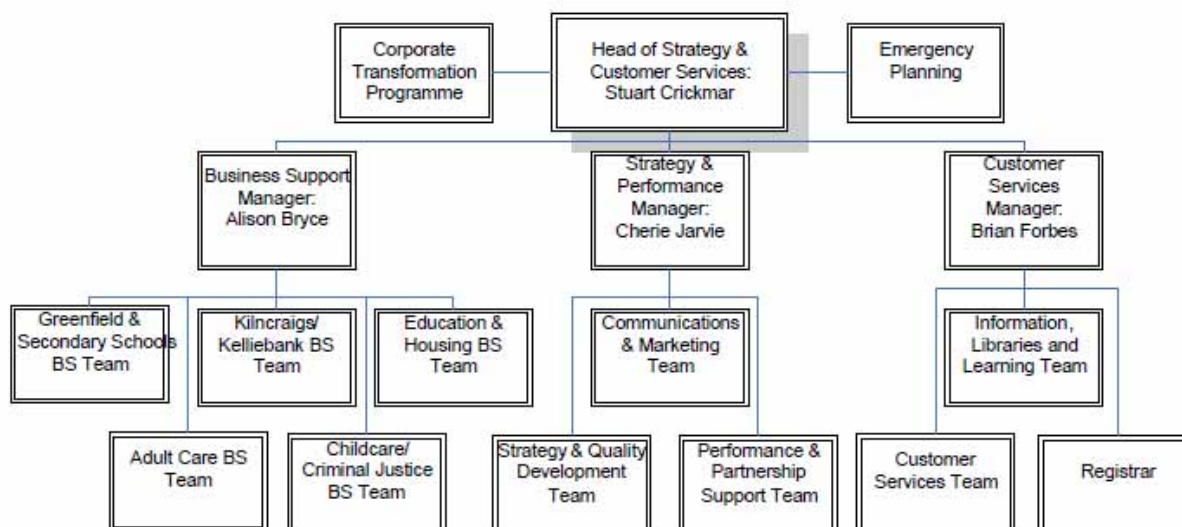 Corporate
Transformation
Programme
Head of Strategy &
Customer Services:
Stuart Crickmar
Emergency
Planning
Business Support
Manager:
Alison Bryce
Strategy &
Performance
Manager:
Cherie Jarvie
Customer
Services
Manager:
Brian Forbes
Greenfield &
Secondary Schools
BS Team
Kilncraigs/
Kelliebank BS
Team
Education &
Housing BS
Team
Communications
& Marketing
Team
Information,
Libraries and
Learning Team
Adult Care BS
Team
Childcare/
Criminal Justice
BS Team
Strategy & Quality
Development
Team
Performance &
Partnership
Support Team
Customer
Services Team
Registrar